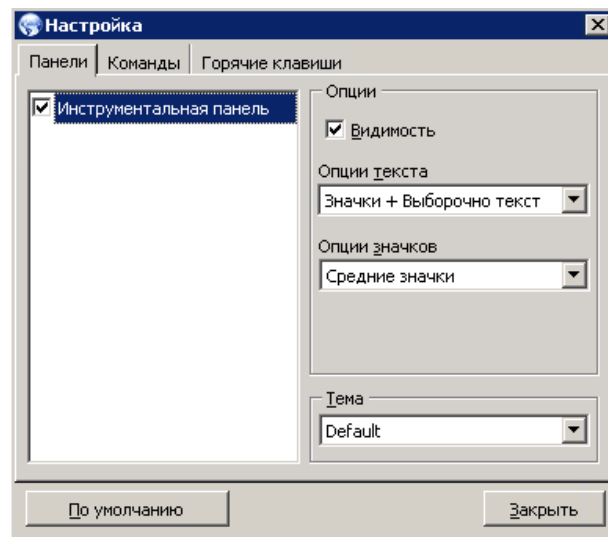 Настройка
Панели Команды Горячие клавиши
Инструментальная панель
Опции
Видимость
Опции текста
Значки + Выборочно текст
Опции значков
Средние значки
Тема
Default
По умолчанию
Закрыть